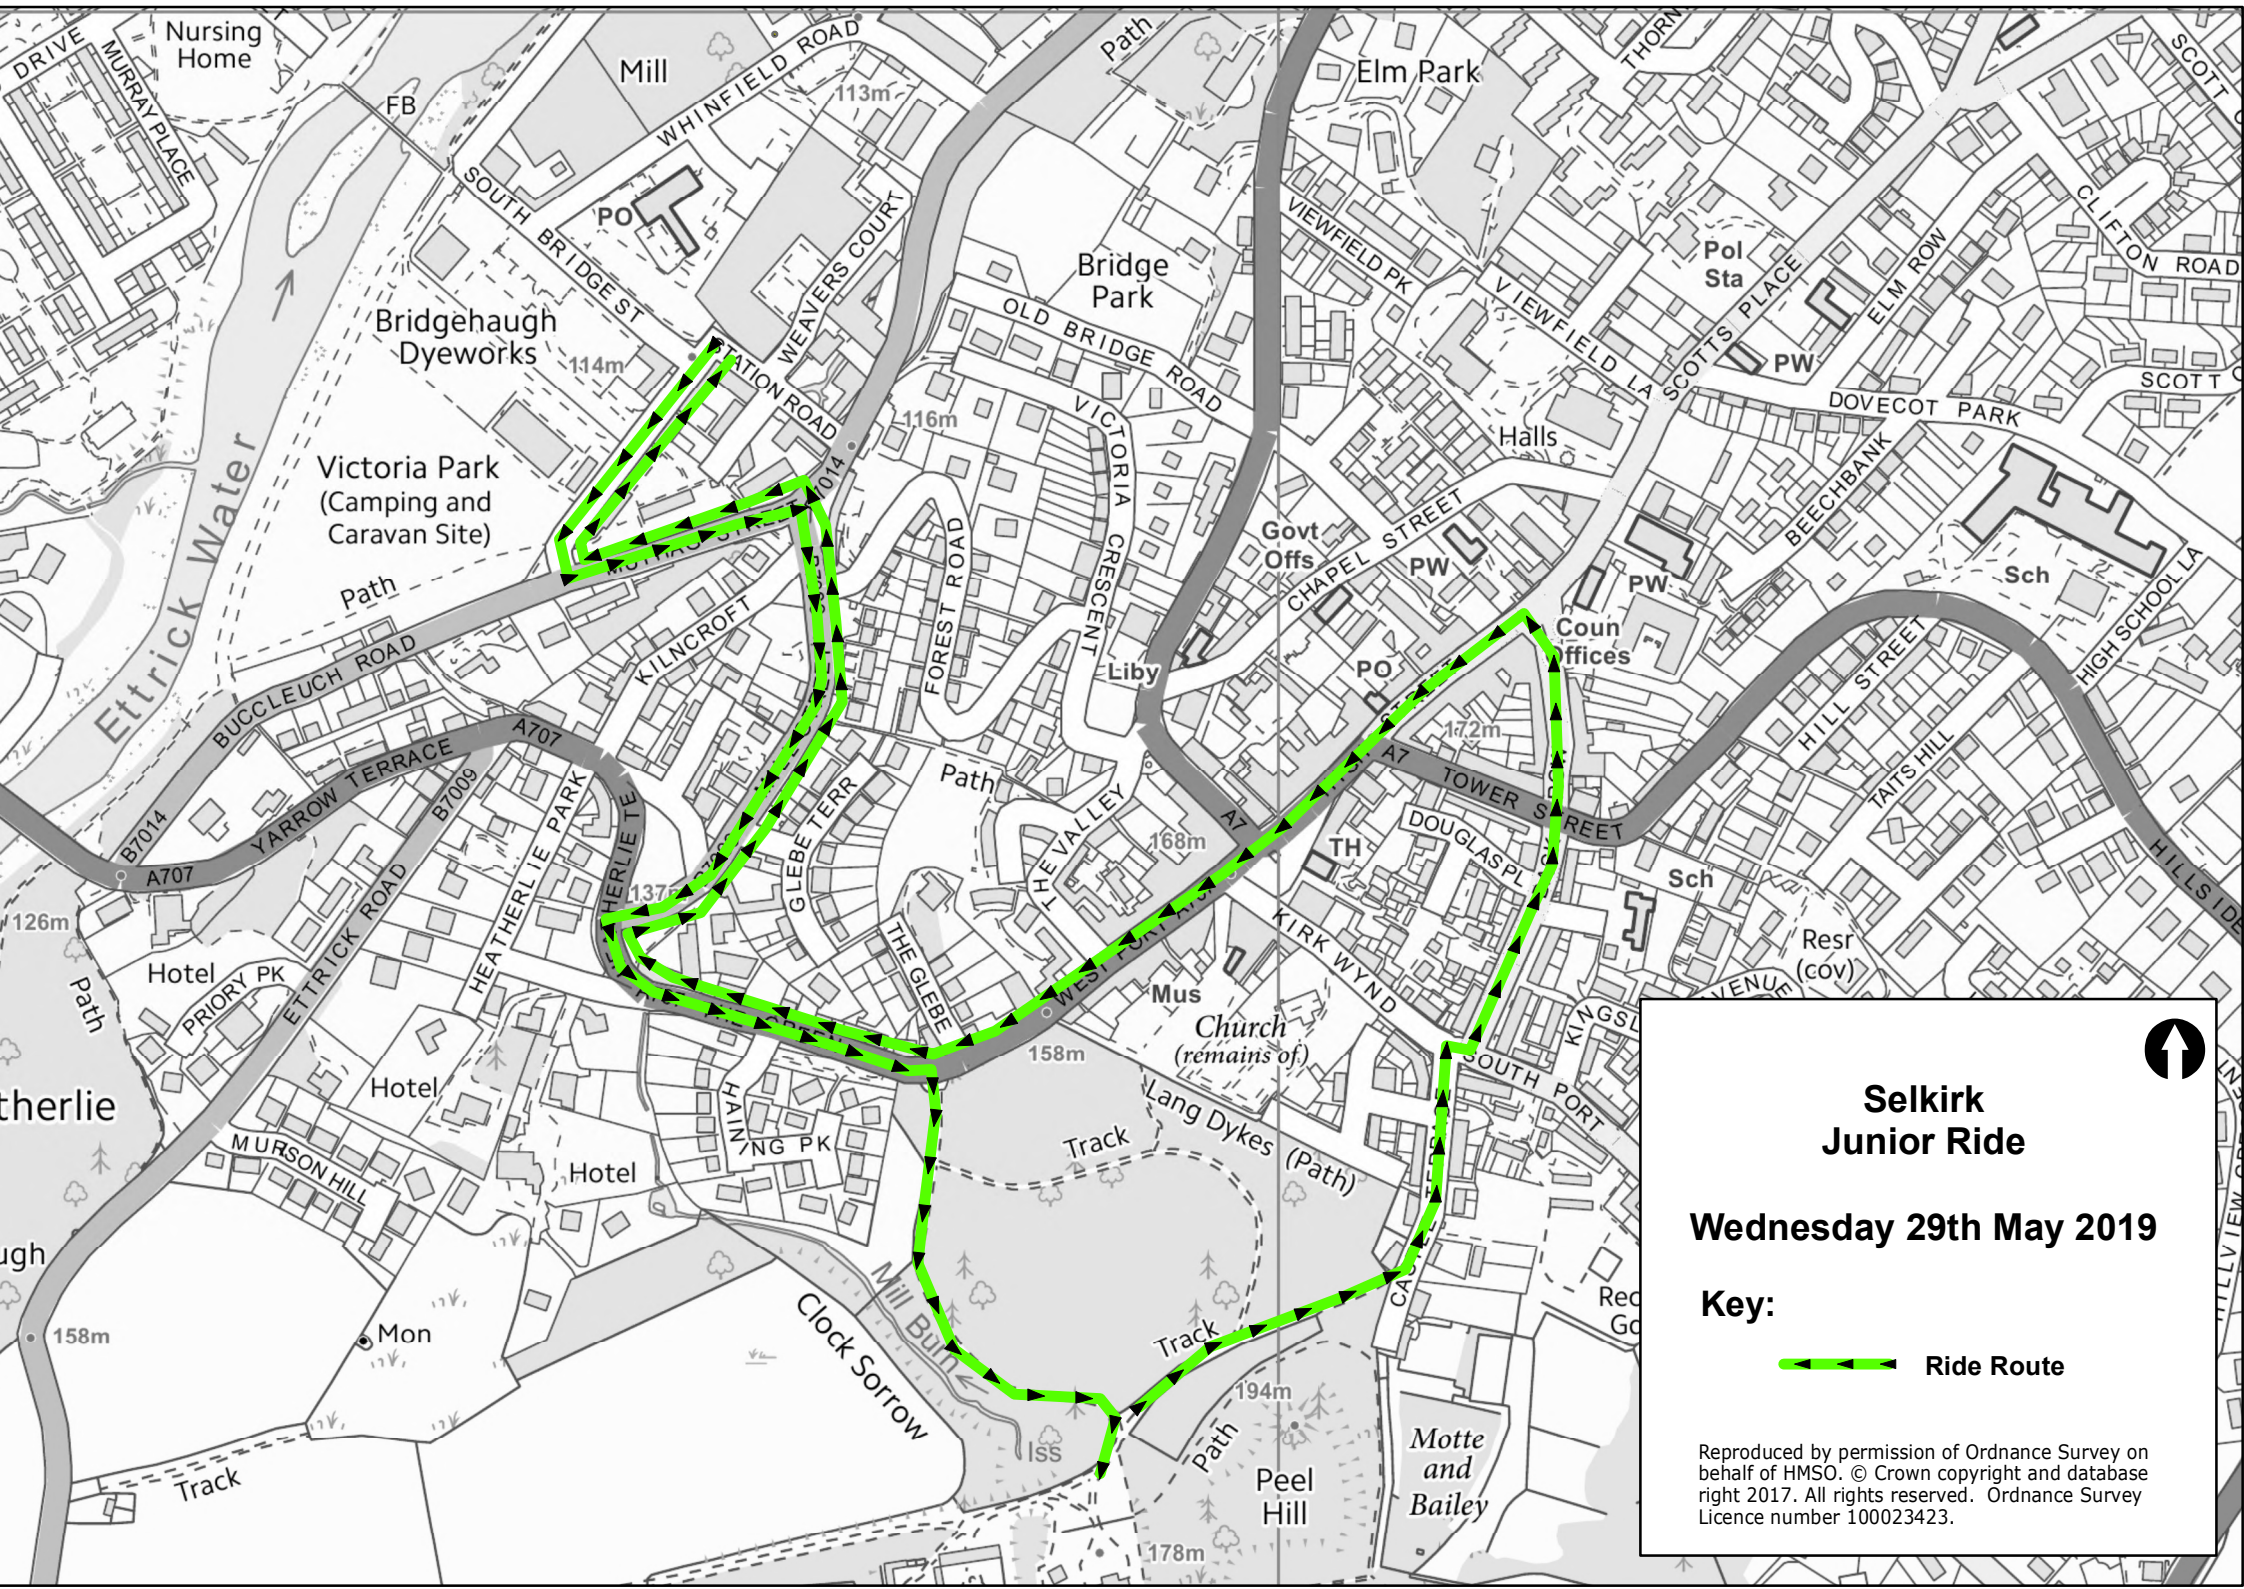 DRIVE
MURRAY PLACE
Nursing
Home
FB
Mill
WHINFIELD ROAD
113m
Path
Elm Park
SCOTT
SOUTH BRIDGE ST
PO
WEAVERS COURT
Bridge
Park
VIEWFIELD PK
Pol
Sta
ELM ROW
CLIFTON ROAD
Bridgehaugh
Dyeworks
114m
STATION ROAD
OLD BRIDGE ROAD
VIEWFIELD LA
SCOTTS PLACE
PW
DOVECOT PARK
SCOTT
116m
VICTORIA CRESCENT
Halls
BEECHBANK
Victoria Park
(Camping and
Caravan Site)
Ettrick Water
Path
FOREST ROAD
Govt
Offs
CHAPEL STREET
PW
PW
Sch
HIGH SCHOOL LA
BUCCLEUCH ROAD
KILNCROFT
Liby
PO
Coun
Offices
HILL STREET
TAITS HILL
YARROW TERRACE
A707
B7009
172m
A7
TOWER STREET
Path
THE VALLEY
A7
168m
DOUGLAS PL
TH
B7014
A707
HEATHERLIE PARK
137m
GLEBE TERR
Sch
HILLSIDE
126m
ETTRICK ROAD
Hotel
PRIORY PK
Path
THE GLEBE
WEST PORT
Mus
KIRK WYND
Resr
(cov)
Church
(remains of)
158m
SOUTH PORT
Hotel
HAINING PK
Lang Dykes (Path)
Track
MURISON HILL
Hotel
Mill Burn
Clock Sorrow
Mon
158m
Track
194m
Path
Iss
Peel
Hill
Motte
and
Bailey
178m
Track
Selkirk
Junior Ride
Wednesday 29th May 2019
Key:
Ride Route
Reproduced by permission of Ordnance Survey on
behalf of HMSO. © Crown copyright and database
right 2017. All rights reserved. Ordnance Survey
Licence number 100023423.